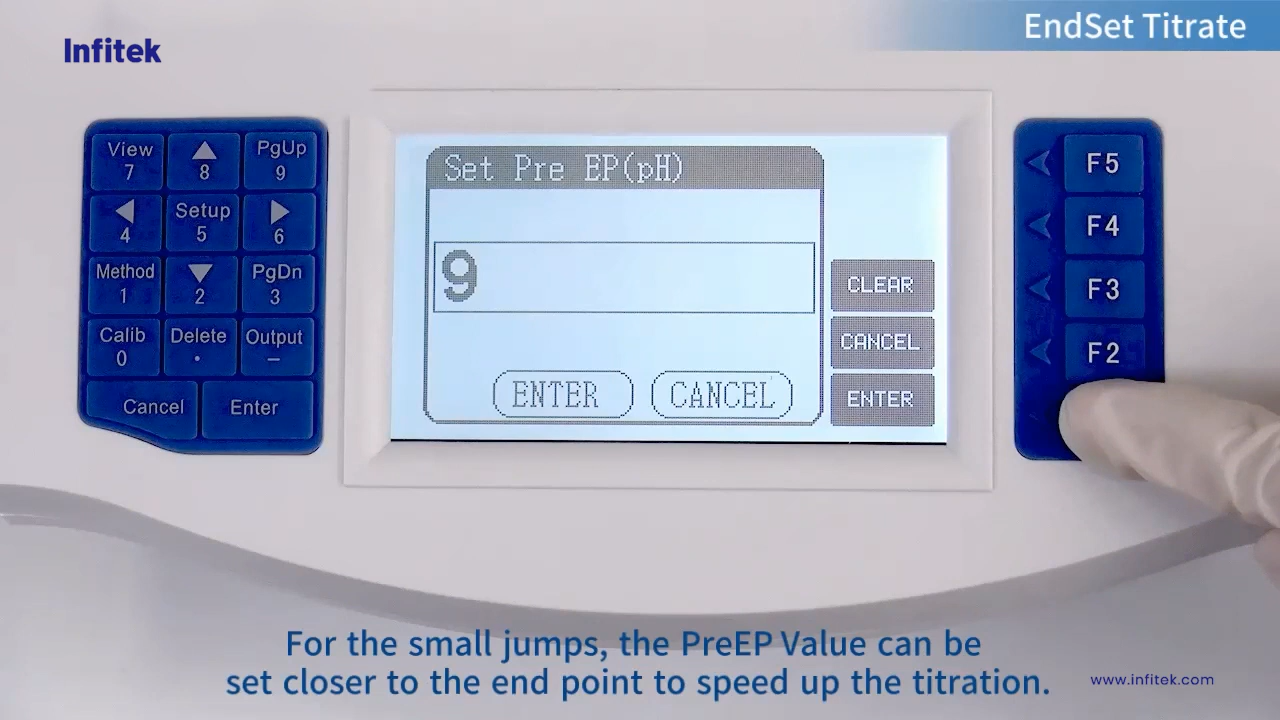 EndSet Titrate
Infitek
View
7
▲
8
PgUp
9
◀
4
Setup
5
▶
6
Method
1
▼
2
PgDn
3
Calib
0
Delete
.
Output
–
Cancel
Enter
Set Pre EP(pH)
9
ENTER
CANCEL
CLEAR
CANCEL
ENTER
F5
F4
F3
F2
For the small jumps, the PreEP Value can be
set closer to the end point to speed up the titration.
www.infitek.com